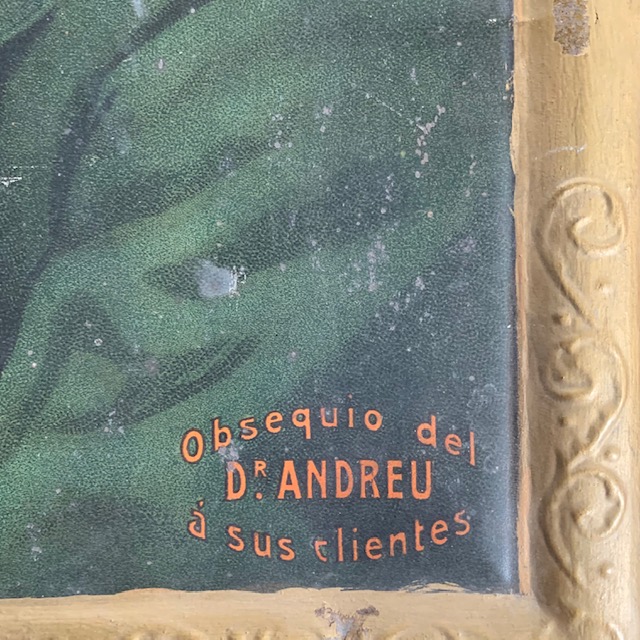 Obsequio del
Dr. ANDREU
á sus clientes